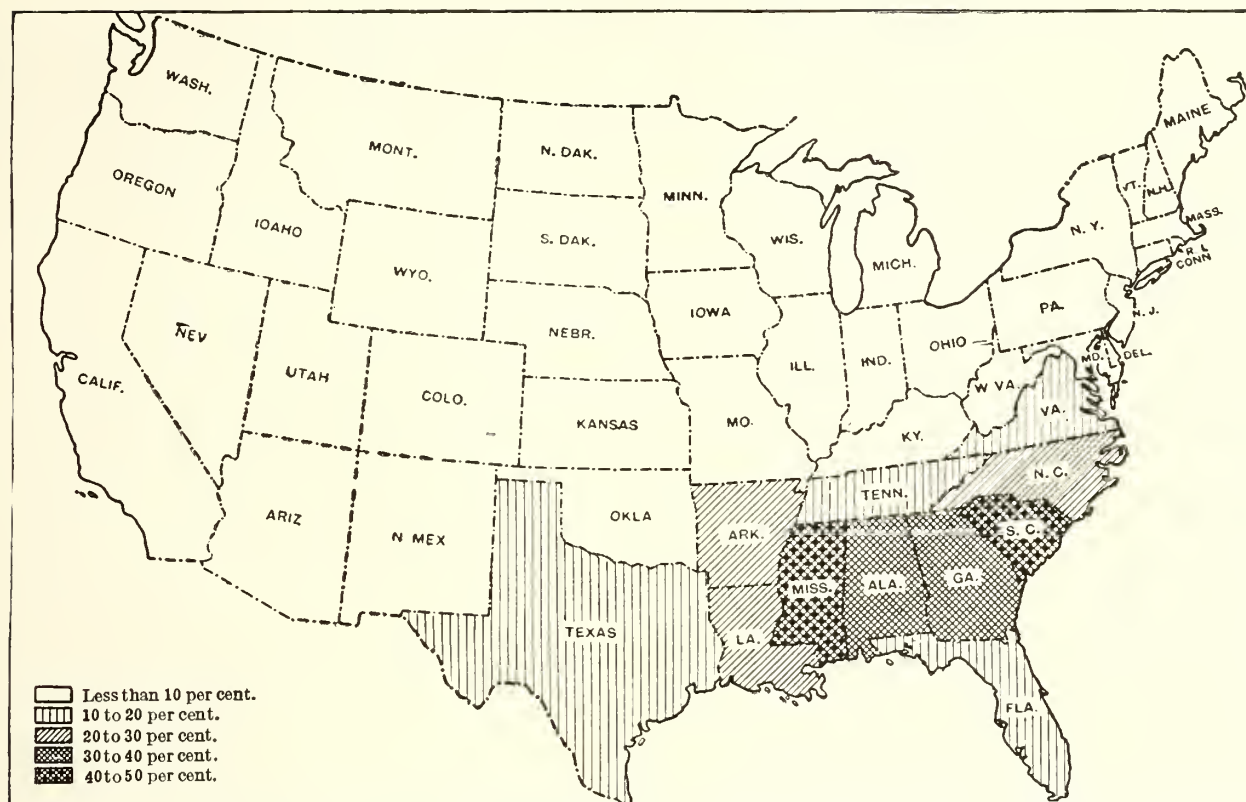 WASH.
MONT.
N. DAK.
MINN.
MAINE
OREGON
IOAHO
WYO.
S. DAK.
WIS.
MICH.
VT.
N.H.
MASS.
N. Y.
R. I.
CONN
NEV
UTAH
COLO.
NEBR.
IOWA
ILL.
IND.
OHIO
PA.
N. J.
MD.
DEL.
CALIF.
KANSAS
MO.
KY.
W VA.
VA.
ARIZ
N MEX
OKLA
ARK.
TENN.
N. C.
S. C.
TEXAS
LA.
MISS.
ALA.
GA.
FLA.
Less than 10 per cent.
10 to 20 per cent.
20 to 30 per cent.
30 to 40 per cent.
40 to 50 per cent.